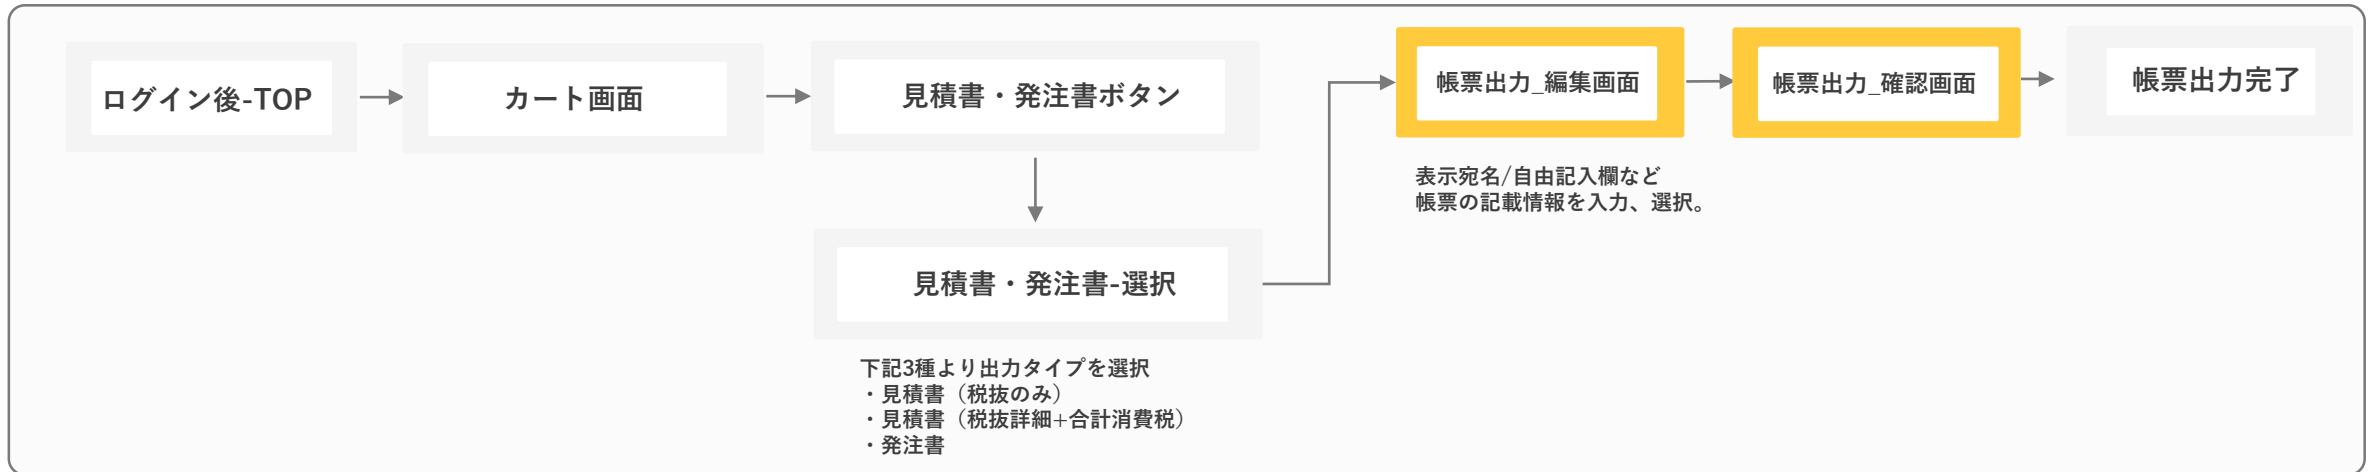 ログイン後-TOP
カート画面
見積書・発注書ボタン
見積書・発注書-選択
下記3種より出力タイプを選択
・見積書（税抜のみ）
・見積書（税抜詳細+合計消費税）
・発注書
帳票出力_編集画面
表示宛名/自由記入欄など
帳票の記載情報を入力、選択。
帳票出力_確認画面
帳票出力完了